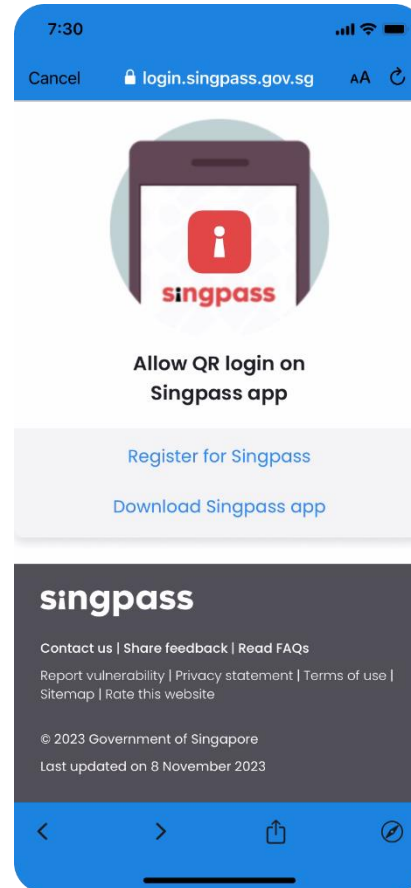 7:30
Cancel login.singpass.gov.sg AA
singpass
Allow QR login on
Singpass app
Register for Singpass
Download Singpass app
singpass
Contact us | Share feedback | Read FAQs
Report vulnerability | Privacy statement | Terms of use |
Sitemap | Rate this website
© 2023 Government of Singapore
Last updated on 8 November 2023